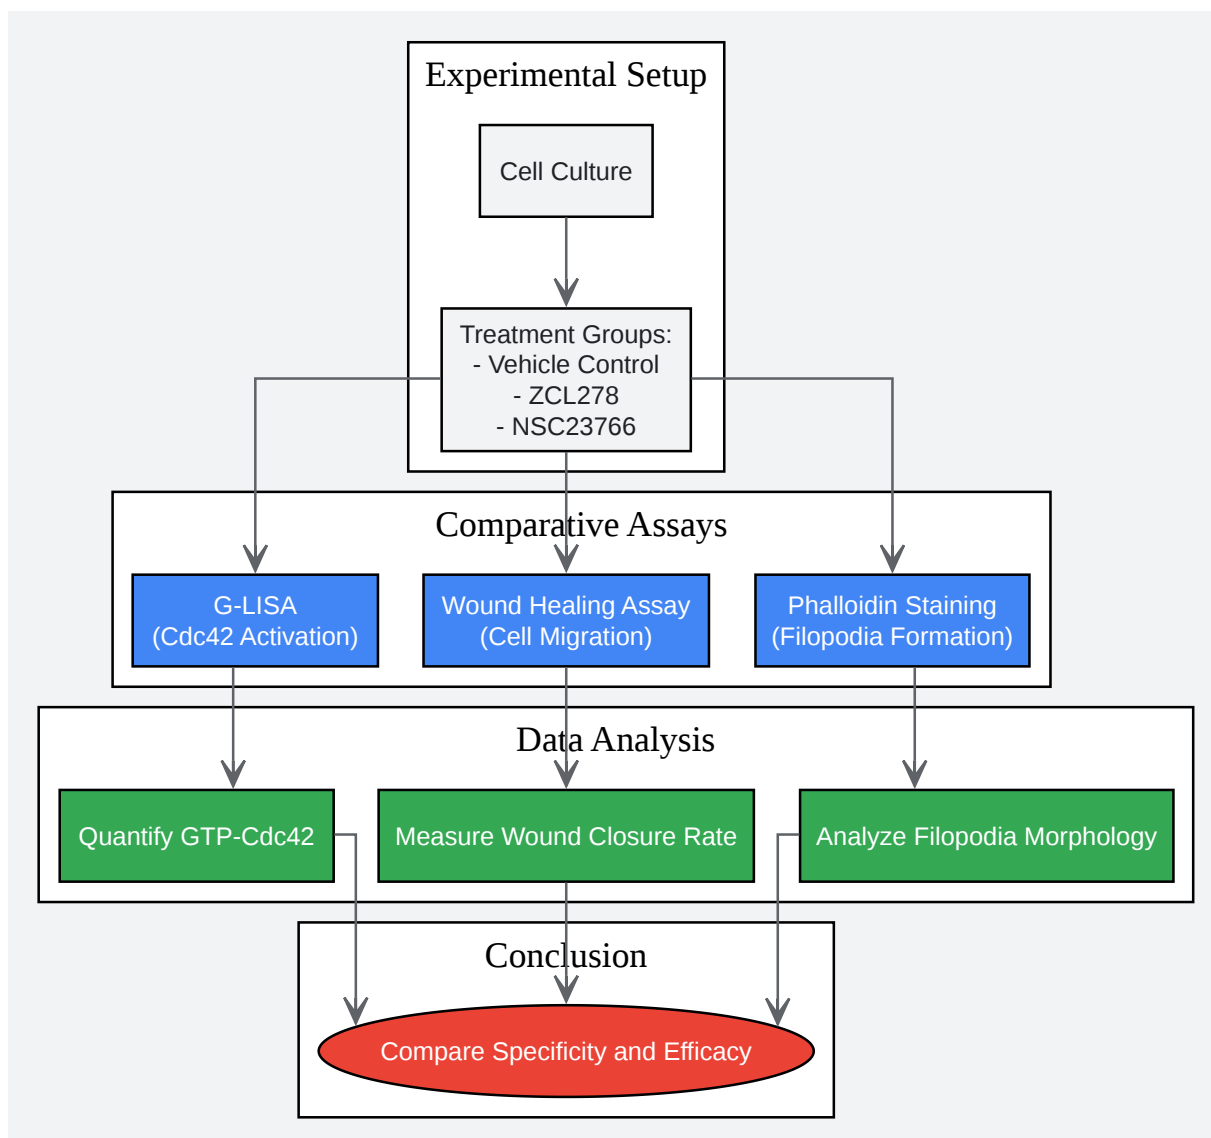 Experimental Setup
Cell Culture
Treatment Groups:
- Vehicle Control
- ZCL278
- NSC23766
Comparative Assays
G-LISA
(Cdc42 Activation)
Wound Healing Assay
(Cell Migration)
Phalloidin Staining
(Filopodia Formation)
Data Analysis
Quantify GTP-Cdc42
Measure Wound Closure Rate
Analyze Filopodia Morphology
Conclusion
Compare Specificity and Efficacy